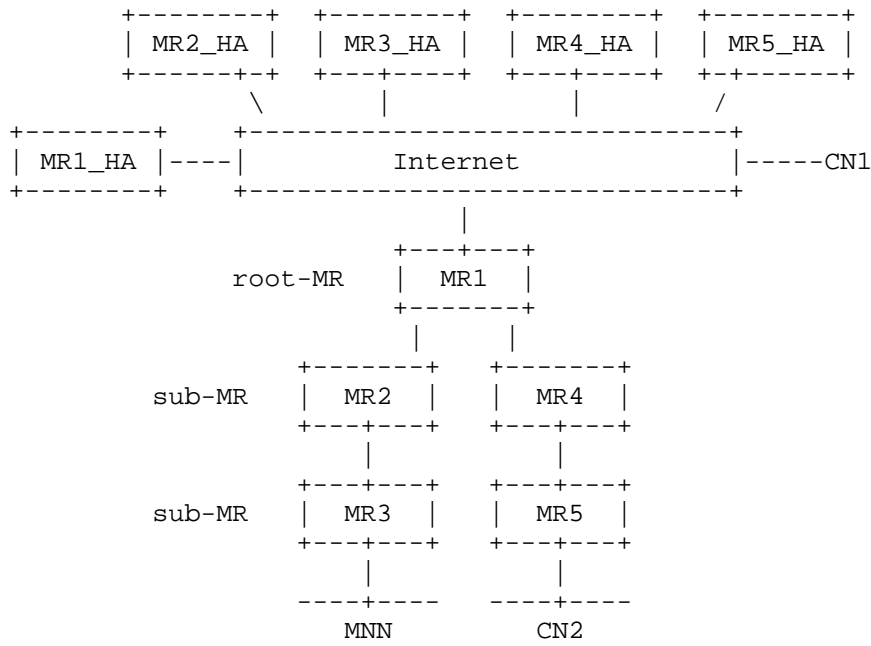 MR2_HA MR3_HA MR4_HA MR5_HA
MR1_HA Internet CN1
root-MR MR1
sub-MR MR2 MR4
sub-MR MR3 MR5
MNN CN2